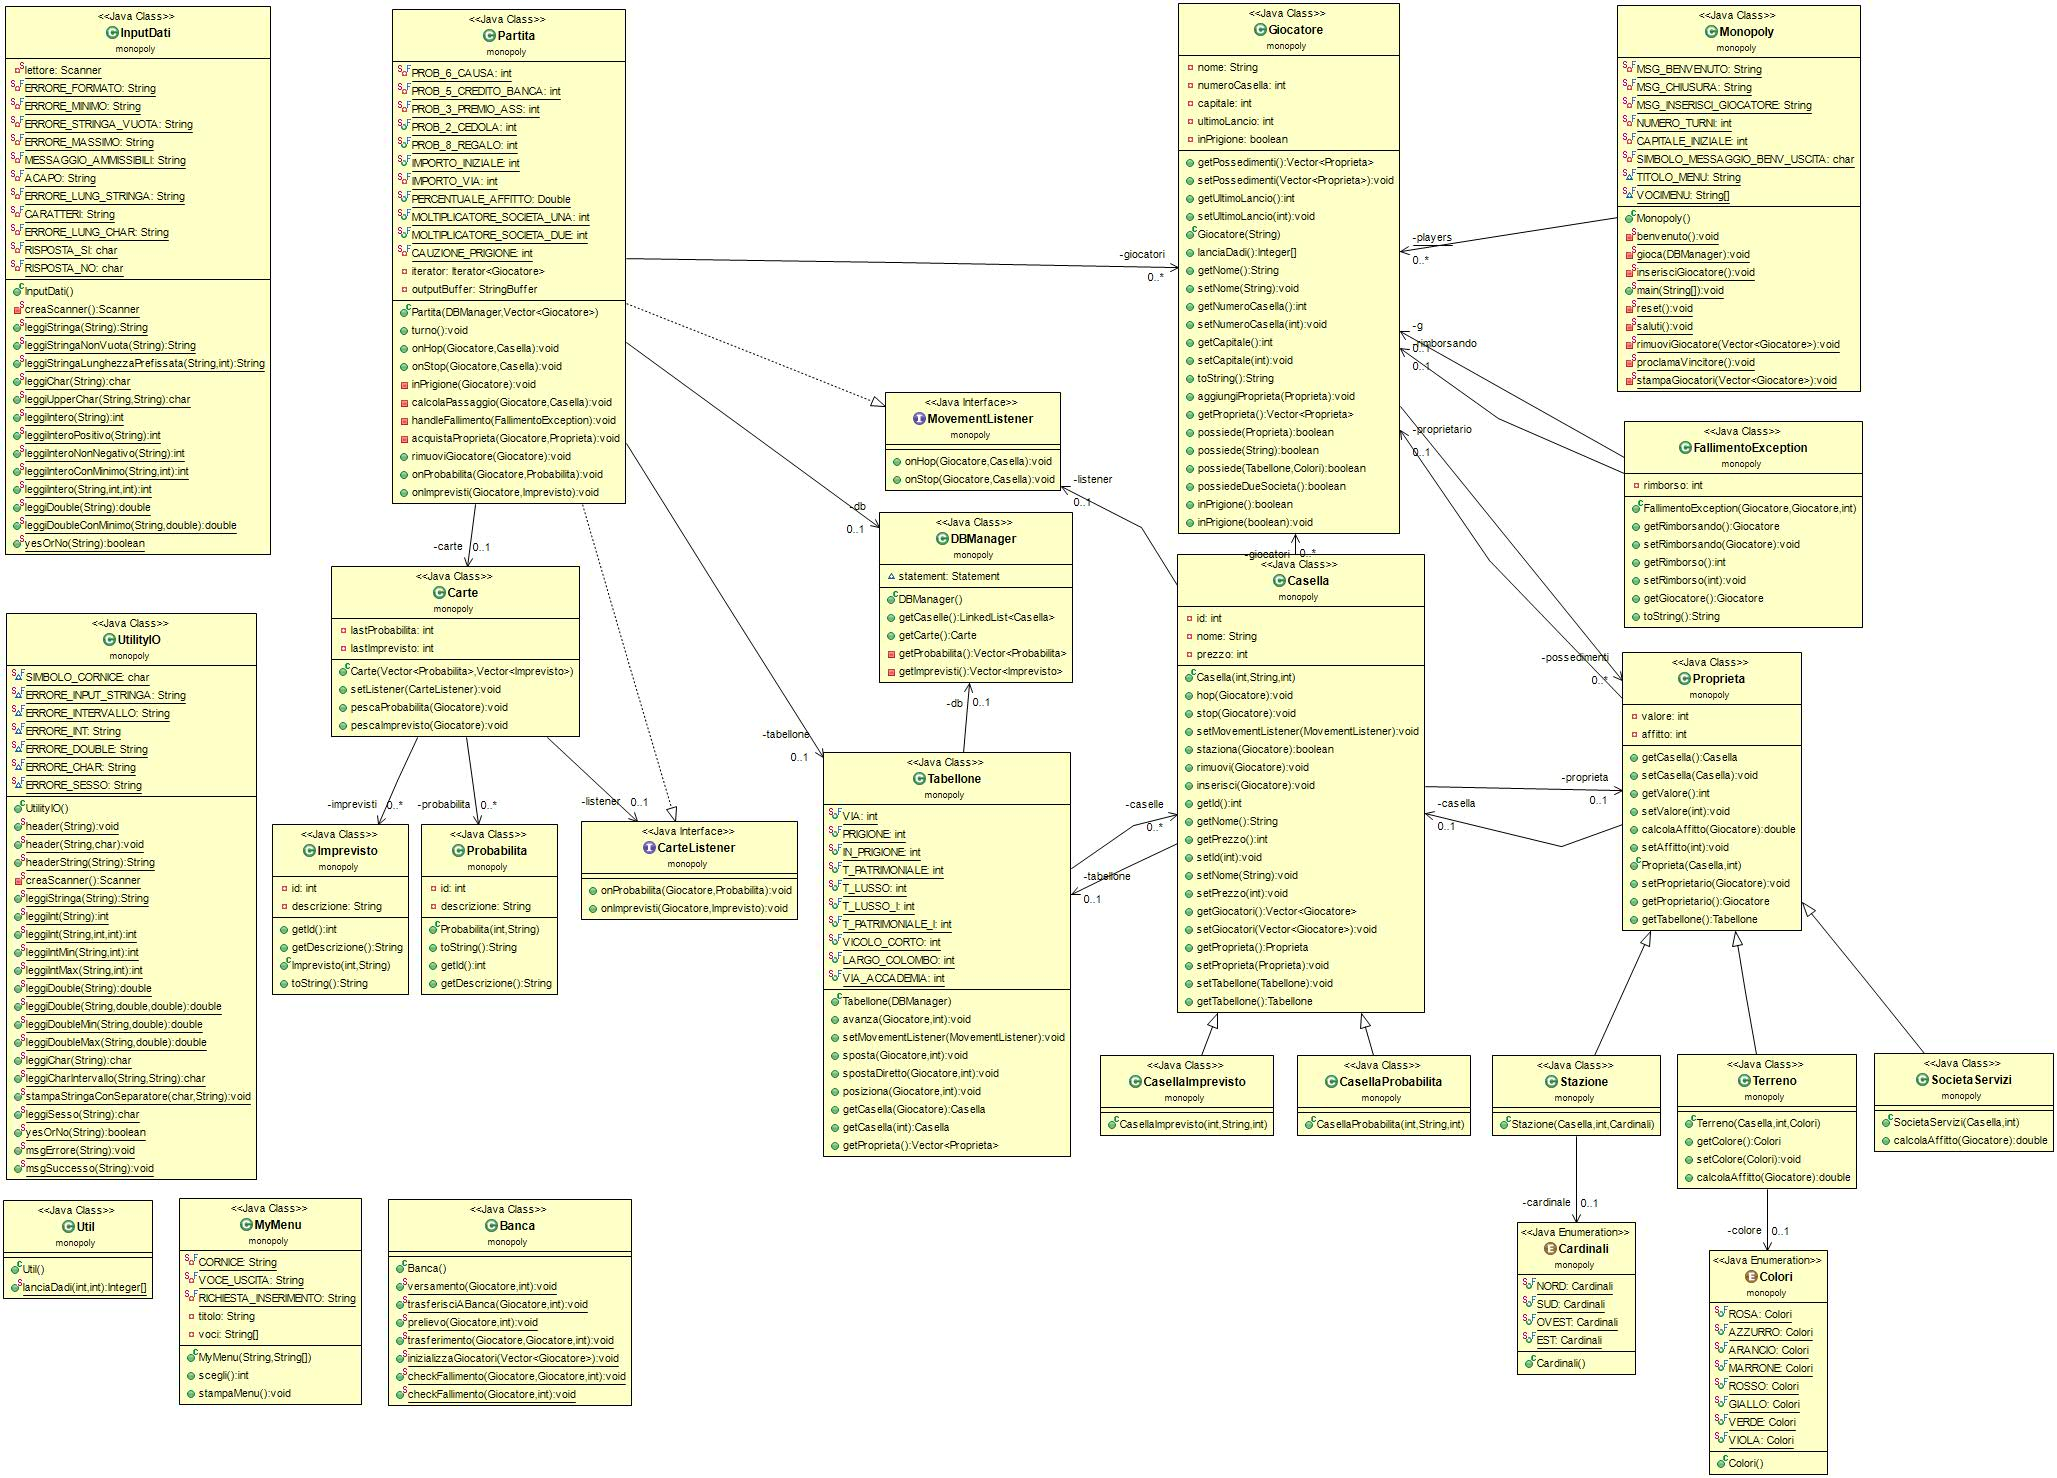 <<Java Class>>
InputDati
monopoly
lettore: Scanner
ERRORE_FORMATO: String
ERRORE_MINIMO: String
ERRORE_STRINGA_VUOTA: String
ERRORE_MASSIMO: String
MESSAGGIO_AMMISSIBILI: String
ACAPO: String
ERRORE_LUNG_STRINGA: String
CARATTERI: String
ERRORE_LUNG_CHAR: String
RISPOSTA_SI: char
RISPOSTA_NO: char
InputDati()
creaScanner():Scanner
leggiStringa(String):String
leggiStringaNonVuota(String):String
leggiStringaLunghezzaPrefissata(String,int):String
leggiChar(String):char
leggiUpperChar(String,String):char
leggiIntero(String):int
leggiInteroPositivo(String):int
leggiInteroNonNegativo(String):int
leggiInteroConMinimo(String,int):int
leggiIntero(String,int,int):int
leggiDouble(String):double
leggiDoubleConMinimo(String,double):double
yesOrNo(String):boolean
<<Java Class>>
Partita
monopoly
PROB_6_CAUSA: int
PROB_5_CREDITO_BANCA: int
PROB_3_PREMIO_ASS: int
PROB_2_CEDOLA: int
PROB_8_REGALO: int
IMPORTO_INIZIALE: int
IMPORTO_VIA: int
PERCENTUALE_AFFITTO: Double
MOLTIPLICATORE_SOCIETA_UNA: int
MOLTIPLICATORE_SOCIETA_DUE: int
CAUZIONE_PRIGIONE: int
iterator: Iterator<Giocatore>
outputBuffer: StringBuffer
Partita(DBManager,Vector<Giocatore>)
turno():void
onHop(Giocatore,Casella):void
onStop(Giocatore,Casella):void
inPrigione(Giocatore):void
calcolaPassaggio(Giocatore,Casella):void
handleFallimento(FallimentoException):void
acquistaProprieta(Giocatore,Proprieta):void
rimuoviGiocatore(Giocatore):void
onProbabilita(Giocatore,Probabilita):void
onImprevisti(Giocatore,Imprevisto):void
-giocatori
0..*
<<Java Class>>
Giocatore
monopoly
nome: String
numeroCasella: int
capitale: int
ultimoLancio: int
inPrigione: boolean
getPossedimenti():Vector<Proprieta>
setPossedimenti(Vector<Proprieta>):void
getUltimoLancio():int
setUltimoLancio(int):void
Giocatore(String)
lanciaDadi():Integer[]
getNome():String
setNome(String):void
getNumeroCasella():int
setNumeroCasella(int):void
getCapitale():int
setCapitale(int):void
toString():String
aggiungiProprieta(Proprieta):void
getProprieta():Vector<Proprieta>
possiede(Proprieta):boolean
possiede(String):boolean
possiede(Tabellone,Colori):boolean
possiedeDueSocieta():boolean
inPrigione():boolean
inPrigione(boolean):void
<<Java Class>>
Monopoly
monopoly
MSG_BENVENUTO: String
MSG_CHIUSURA: String
MSG_INSERISCI_GIOCATORE: String
NUMERO_TURNI: int
CAPITALE_INIZIALE: int
SIMBOLO_MESSAGGIO_BENV_USCITA: char
TITOLO_MENU: String
VOCIMENU: String[]
Monopoly()
benvenuto():void
gioca(DBManager):void
inserisciGiocatore():void
main(String[]):void
reset():void
saluti():void
rimuoviGiocatore(Vector<Giocatore>):void
proclamaVincitore():void
stampaGiocatori(Vector<Giocatore>):void
-players
0..*
-g
0..1
-rimborsando
0..1
-proprietario
0..1
<<Java Class>>
FallimentoException
monopoly
rimborso: int
FallimentoException(Giocatore,Giocatore,int)
getRimborsando():Giocatore
setRimborsando(Giocatore):void
getRimborso():int
setRimborso(int):void
getGiocatore():Giocatore
toString():String
<<Java Interface>>
MovementListener
monopoly
onHop(Giocatore,Casella):void
onStop(Giocatore,Casella):void
-listener
0..1
-db
0..1
<<Java Class>>
DBManager
monopoly
statement: Statement
DBManager()
getCaselle():LinkedList<Casella>
getCarte():Carte
getProbabilita():Vector<Probabilita>
getImprevisti():Vector<Imprevisto>
-db
0..1
-carte
0..1
<<Java Class>>
Carte
monopoly
lastProbabilita: int
lastImprevisto: int
Carte(Vector<Probabilita>,Vector<Imprevisto>)
setListener(CarteListener):void
pescaProbabilita(Giocatore):void
pescaImprevisto(Giocatore):void
-giocatori
0..*
<<Java Class>>
Casella
monopoly
id: int
nome: String
prezzo: int
Casella(int,String,int)
hop(Giocatore):void
stop(Giocatore):void
setMovementListener(MovementListener):void
staziona(Giocatore):boolean
rimuovi(Giocatore):void
inserisci(Giocatore):void
getId():int
getNome():String
getPrezzo():int
setId(int):void
setNome(String):void
setPrezzo(int):void
getGiocatori():Vector<Giocatore>
setGiocatori(Vector<Giocatore>):void
getProprieta():Proprieta
setProprieta(Proprieta):void
setTabellone(Tabellone):void
getTabellone():Tabellone
-possedimenti
0..*
<<Java Class>>
Proprieta
monopoly
valore: int
affitto: int
getCasella():Casella
setCasella(Casella):void
getValore():int
setValore(int):void
calcolaAffitto(Giocatore):double
setAffitto(int):void
Proprieta(Casella,int)
setProprietario(Giocatore):void
getProprietario():Giocatore
getTabellone():Tabellone
-proprieta
0..1
-casella
0..1
<<Java Class>>
UtilityIO
monopoly
SIMBOLO_CORNICE: char
ERRORE_INPUT_STRINGA: String
ERRORE_INTERVALLO: String
ERRORE_INT: String
ERRORE_DOUBLE: String
ERRORE_CHAR: String
ERRORE_SESSO: String
UtilityIO()
header(String):void
header(String,char):void
headerString(String):String
creaScanner():Scanner
leggiStringa(String):String
leggiInt(String):int
leggiInt(String,int,int):int
leggiIntMin(String,int):int
leggiIntMax(String,int):int
leggiDouble(String):double
leggiDouble(String,double,double):double
leggiDoubleMin(String,double):double
leggiDoubleMax(String,double):double
leggiChar(String):char
leggiCharIntervallo(String,String):char
stampaStringaConSeparatore(char,String):void
leggiSesso(String):char
yesOrNo(String):boolean
msgErrore(String):void
msgSuccesso(String):void
-imprevisti
0..*
-probabilita
0..*
-listener
0..1
-tabellone
0..1
<<Java Class>>
Imprevisto
monopoly
id: int
descrizione: String
getId():int
getDescrizione():String
Imprevisto(int,String)
toString():String
<<Java Class>>
Probabilita
monopoly
id: int
descrizione: String
Probabilita(int,String)
toString():String
getId():int
getDescrizione():String
<<Java Interface>>
CarteListener
monopoly
onProbabilita(Giocatore,Probabilita):void
onImprevisti(Giocatore,Imprevisto):void
<<Java Class>>
Tabellone
monopoly
VIA: int
PRIGIONE: int
IN_PRIGIONE: int
T_PATRIMONIALE: int
T_LUSSO: int
T_LUSSO_I: int
T_PATRIMONIALE_I: int
VICOLO_CORTO: int
LARGO_COLOMBO: int
VIA_ACCADEMIA: int
Tabellone(DBManager)
avanza(Giocatore,int):void
setMovementListener(MovementListener):void
sposta(Giocatore,int):void
spostaDiretto(Giocatore,int):void
posiziona(Giocatore,int):void
getCasella(Giocatore):Casella
getCasella(int):Casella
getProprieta():Vector<Proprieta>
-caselle
0..*
-tabellone
0..1
<<Java Class>>
CasellaImprevisto
monopoly
CasellaImprevisto(int,String,int)
<<Java Class>>
CasellaProbabilita
monopoly
CasellaProbabilita(int,String,int)
<<Java Class>>
Stazione
monopoly
Stazione(Casella,int,Cardinali)
<<Java Class>>
Terreno
monopoly
Terreno(Casella,int,Colori)
getColore():Colori
setColore(Colori):void
calcolaAffitto(Giocatore):double
<<Java Class>>
SocietaServizi
monopoly
SocietaServizi(Casella,int)
calcolaAffitto(Giocatore):double
<<Java Class>>
Util
monopoly
Util()
lanciaDadi(int,int):Integer[]
<<Java Class>>
MyMenu
monopoly
CORNICE: String
VOCE_USCITA: String
RICHIESTA_INSERIMENTO: String
titolo: String
voci: String[]
MyMenu(String,String[])
scegli():int
stampaMenu():void
<<Java Class>>
Banca
monopoly
Banca()
versamento(Giocatore,int):void
trasferisciABanca(Giocatore,int):void
prelievo(Giocatore,int):void
trasferimento(Giocatore,Giocatore,int):void
inizializzaGiocatori(Vector<Giocatore>):void
checkFallimento(Giocatore,Giocatore,int):void
checkFallimento(Giocatore,int):void
-cardinale
0..1
<<Java Enumeration>>
Cardinali
monopoly
NORD: Cardinali
SUD: Cardinali
OVEST: Cardinali
EST: Cardinali
Cardinali()
-colore
0..1
<<Java Enumeration>>
Colori
monopoly
ROSA: Colori
AZZURRO: Colori
ARANCIO: Colori
MARRONE: Colori
ROSSO: Colori
GIALLO: Colori
VERDE: Colori
VIOLA: Colori
Colori()